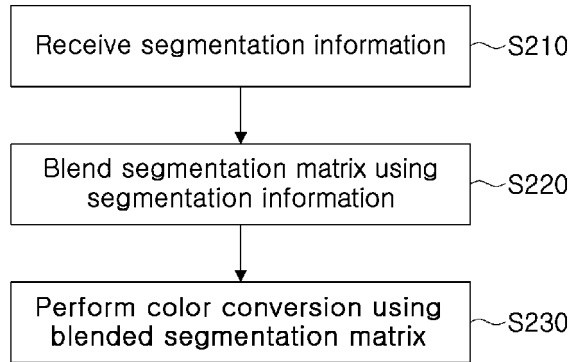 Receive segmentation information
S210
Blend segmentation matrix using
segmentation information
S220
Perform color conversion using
blended segmentation matrix
S230